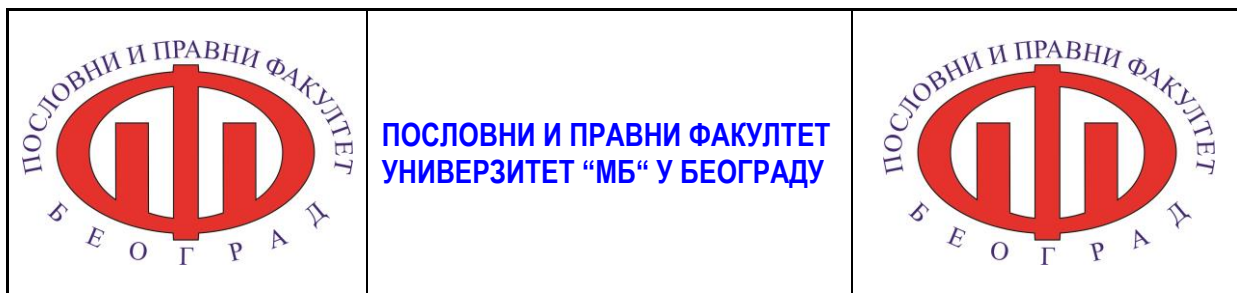 ПОСЛОВНИ И ПРАВНИ ФАКУЛТЕТ
БЕОГРАД
ПОСЛОВНИ И ПРАВНИ ФАКУЛТЕТ
УНИВЕРЗИТЕТ “МБ“ У БЕОГРАДУ
ПОСЛОВНИ И ПРАВНИ ФАКУЛТЕТ
БЕОГРАД